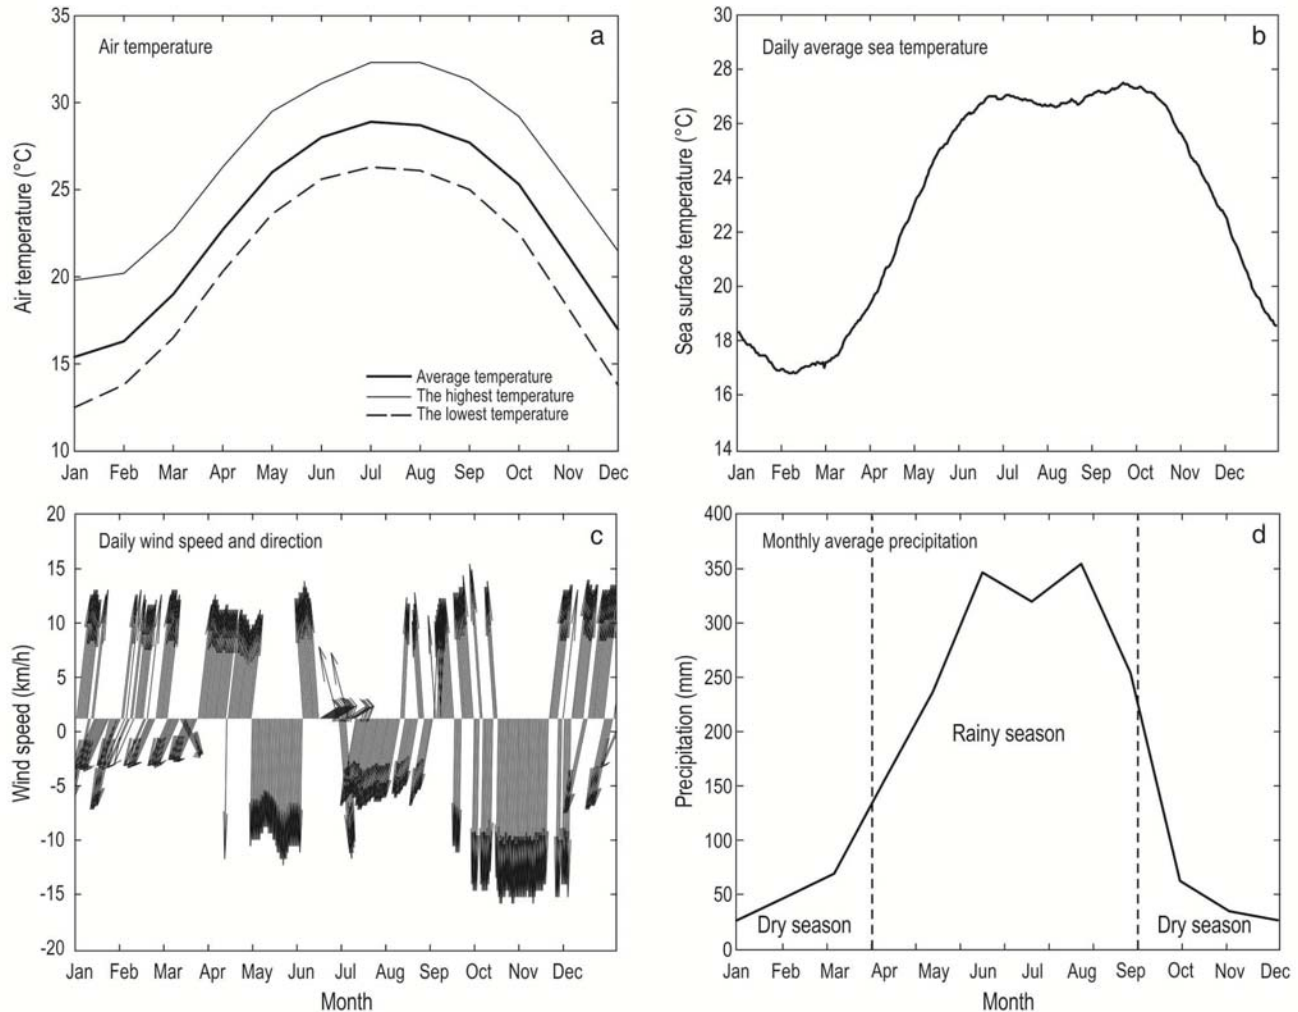 a
Air temperature
35
30
25
20
15
10
Air temperature (°C)
Average temperature
The highest temperature
The lowest temperature
Jan Feb Mar Apr May Jun Jul Aug Sep Oct Nov Dec
b
Daily average sea temperature
30
28
26
24
22
20
18
16
14
Sea surface temperature (°C)
Jan Feb Mar Apr May Jun Jul Aug Sep Oct Nov Dec
c
Daily wind speed and direction
20
15
10
5
0
-5
-10
-15
-20
Wind speed (km/h)
Jan Feb Mar Apr May Jun Jul Aug Sep Oct Nov Dec
Month
d
Monthly average precipitation
400
350
300
250
200
150
100
50
0
Precipitation (mm)
Rainy season
Dry season
Dry season
Jan Feb Mar Apr May Jun Jul Aug Sep Oct Nov Dec
Month